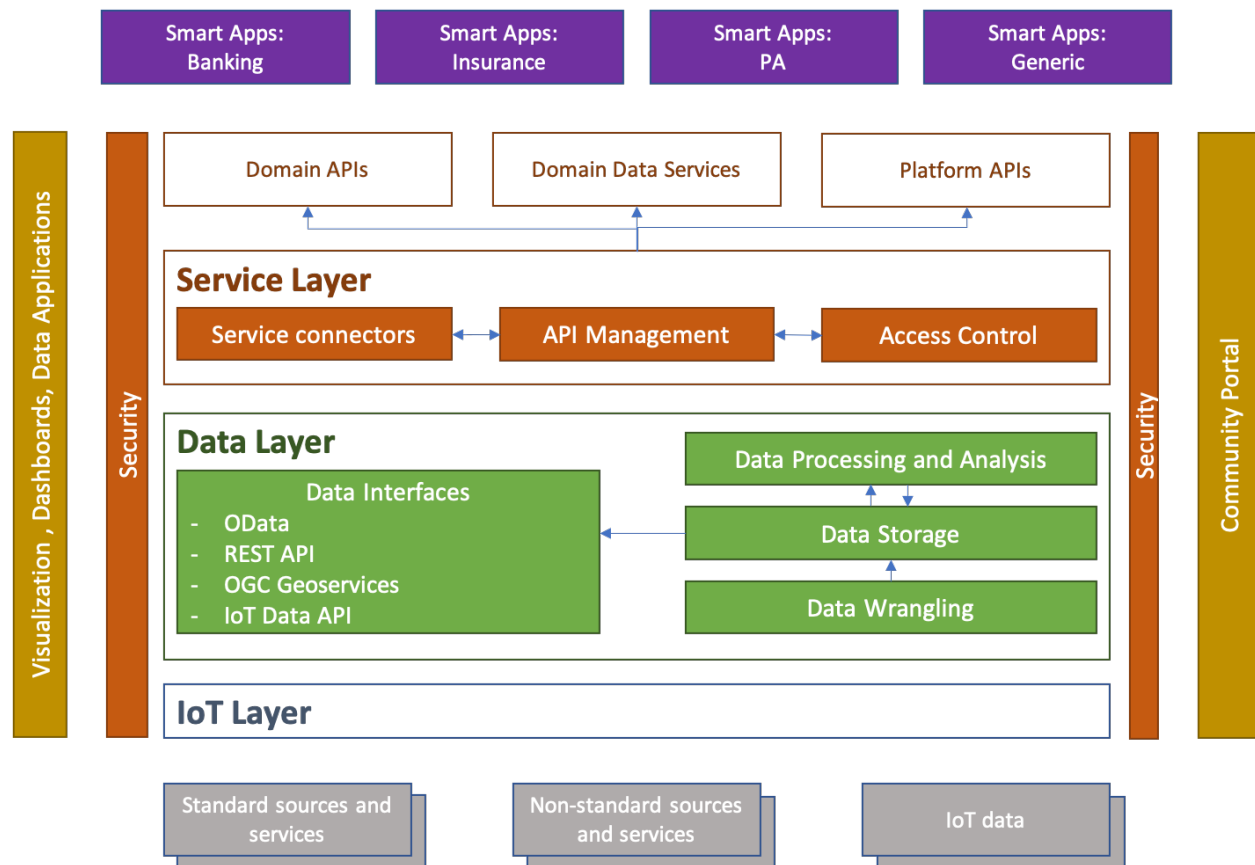 Smart Apps:
Banking
Smart Apps:
Insurance
Smart Apps:
PA
Smart Apps:
Generic
Visualization , Dashboards, Data Applications
Security
Domain APIs
Domain Data Services
Platform APIs
Service Layer
Service connectors
API Management
Access Control
Data Layer
Data Interfaces
- OData
- REST API
- OGC Geoservices
- IoT Data API
Data Processing and Analysis
Data Storage
Data Wrangling
IoT Layer
Security
Community Portal
Standard sources and
services
Non-standard sources
and services
IoT data